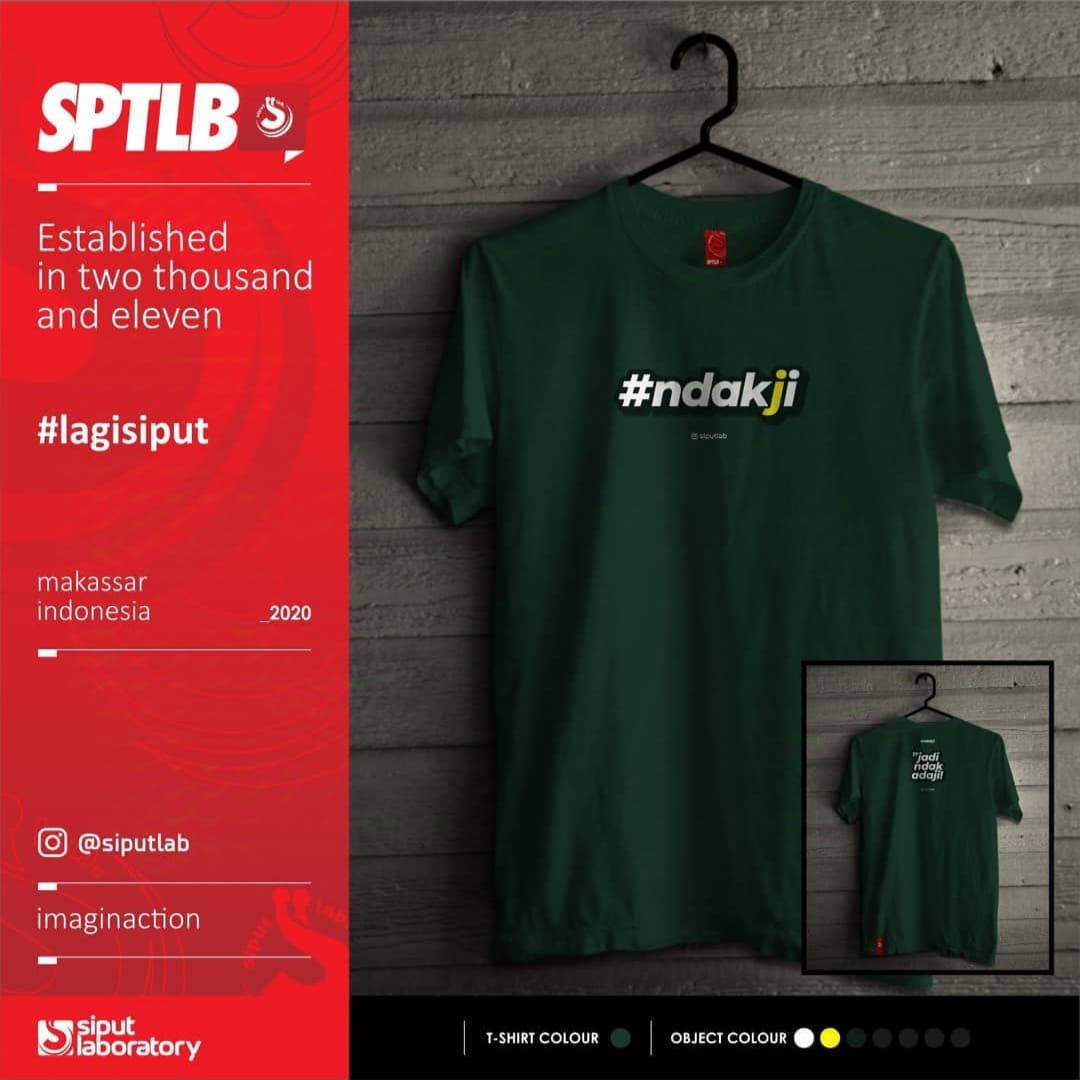 SPTLB
Established
in two thousand
and eleven
#lagisiput
makassar
indonesia
_2020
@siputlab
imaginaction
siput
laboratory
SPTLB
#ndakji
siputlab
#ndakji
"jadi
ndak
adaji!
T-SHIRT COLOUR
OBJECT COLOUR